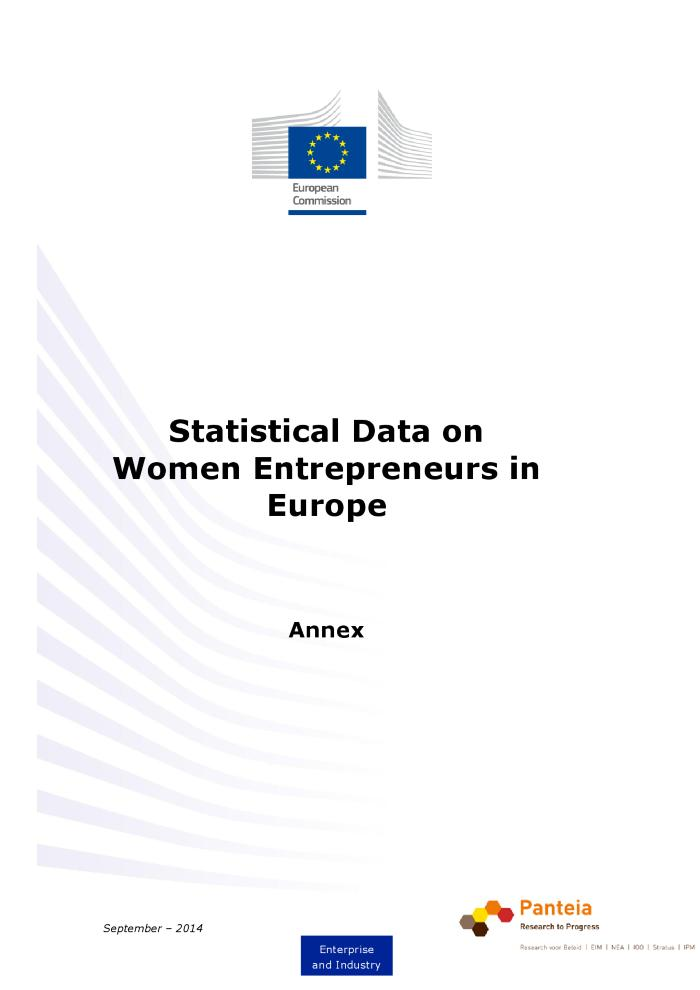 European
Commission
Statistical Data on
Women Entrepreneurs in
Europe
Annex
September – 2014
Enterprise
and Industry
Panteia
Research to Progress
Research voor Beleid | EIM | NEA | IOO | Stratus | IPM